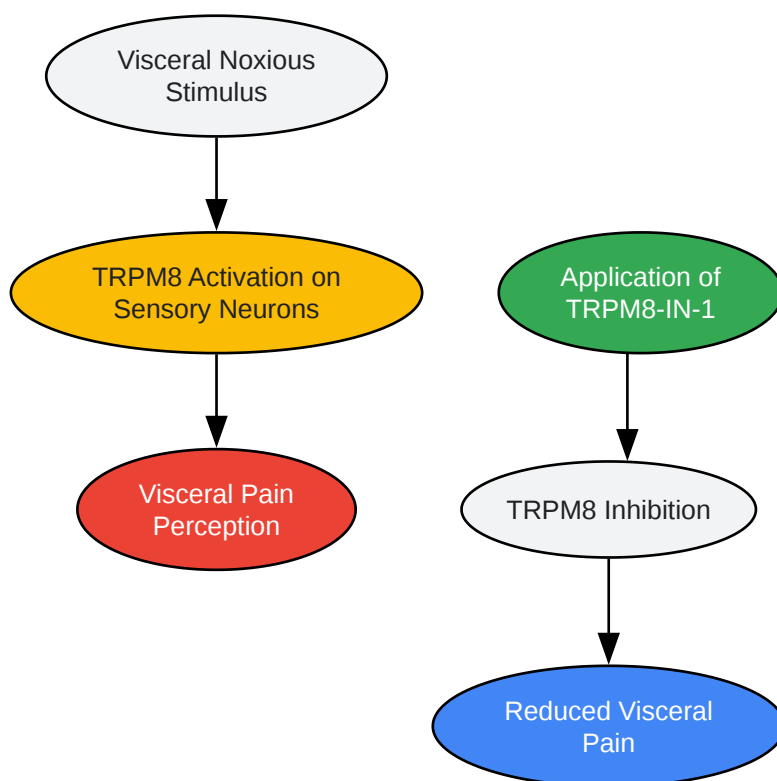 Visceral Noxious
Stimulus
TRPM8 Activation on
Sensory Neurons
Application of
TRPM8-IN-1
Visceral Pain
Perception
TRPM8 Inhibition
Reduced Visceral
Pain